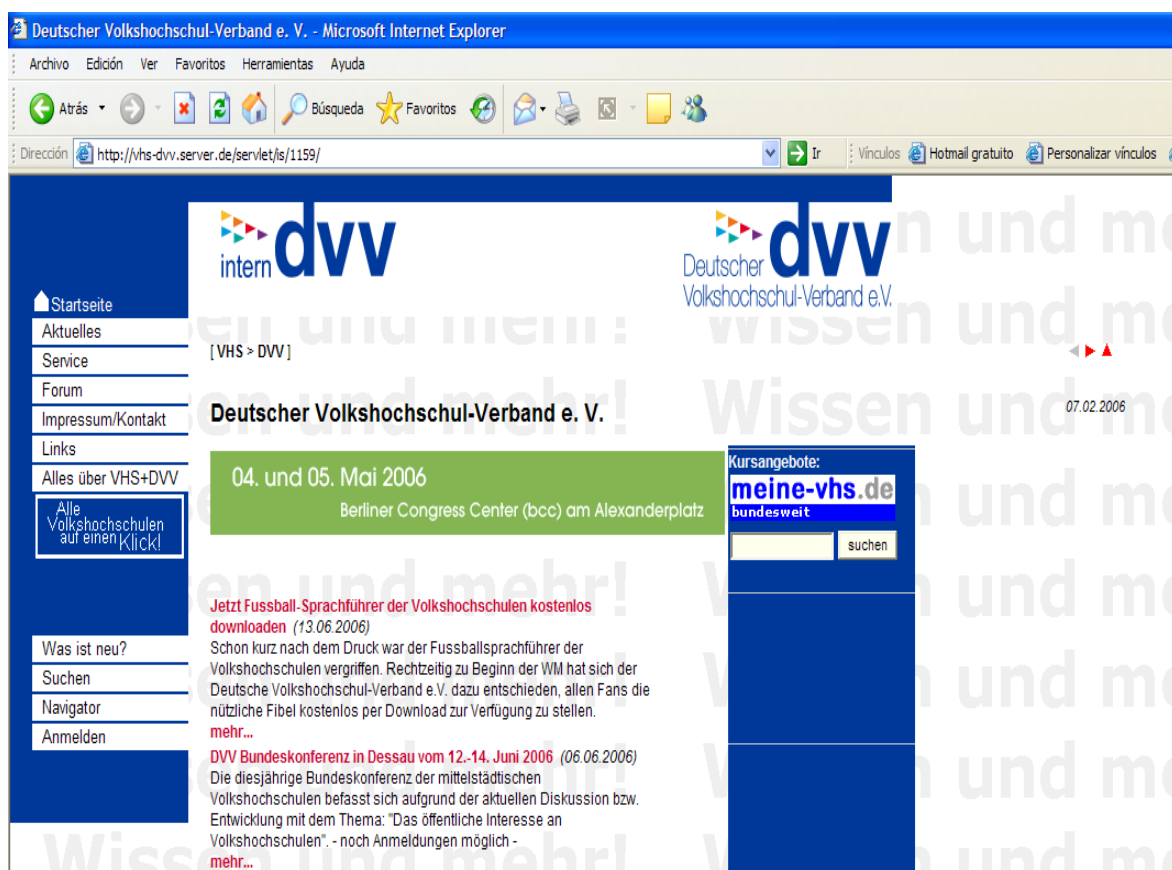 Deutscher Volkshochschul-Verband e. V. - Microsoft Internet Explorer
Archivo Edición Ver Favoritos Herramientas Ayuda
Atrás Búsqueda Favoritos
Dirección http://vhs-dvv.server.de/servlet/is/1159/ Ir Vínculos Hotmail gratuito Personalizar vínculos
intern dvv
Deutscher dvv
Volkshochschul-Verband e.V.
Startseite
Aktuelles
Service
Forum
Impressum/Kontakt
Links
Alles über VHS+DVV
Alle
Volkshochschulen
auf einen Klick!
Was ist neu?
Suchen
Navigator
Anmelden
[ VHS > DVV ]
07.02.2006
Deutscher Volkshochschul-Verband e. V.
04. und 05. Mai 2006
Berliner Congress Center (bcc) am Alexanderplatz
Kursangebote:
meine-vhs.de
bundesweit
suchen
Jetzt Fussball-Sprachführer der Volkshochschulen kostenlos
downloaden (13.06.2006)
Schon kurz nach dem Druck war der Fussballsprachführer der
Volkshochschulen vergriffen. Rechtzeitig zu Beginn der WM hat sich der
Deutsche Volkshochschul-Verband e.V. dazu entschieden, allen Fans die
nützliche Fibel kostenlos per Download zur Verfügung zu stellen.
mehr...
DVV Bundeskonferenz in Dessau vom 12.-14. Juni 2006 (06.06.2006)
Die diesjährige Bundeskonferenz der mittelstädtischen
Volkshochschulen befasst sich aufgrund der aktuellen Diskussion bzw.
Entwicklung mit dem Thema: "Das öffentliche Interesse an
Volkshochschulen". - noch Anmeldungen möglich -
mehr...
Wissen und mehr!